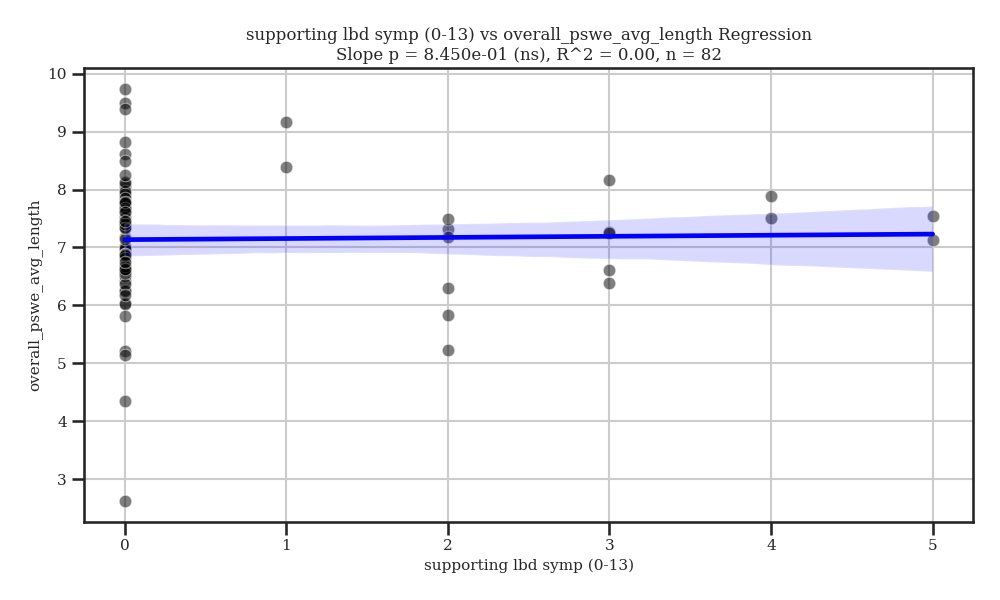 supporting lbd symp (0-13) vs overall_pswe_avg_length Regression
Slope p = 8.450e-01 (ns), R^2 = 0.00, n = 82
overall_pswe_avg_length
10
9
8
7
6
5
4
3
0 1 2 3 4 5
supporting lbd symp (0-13)